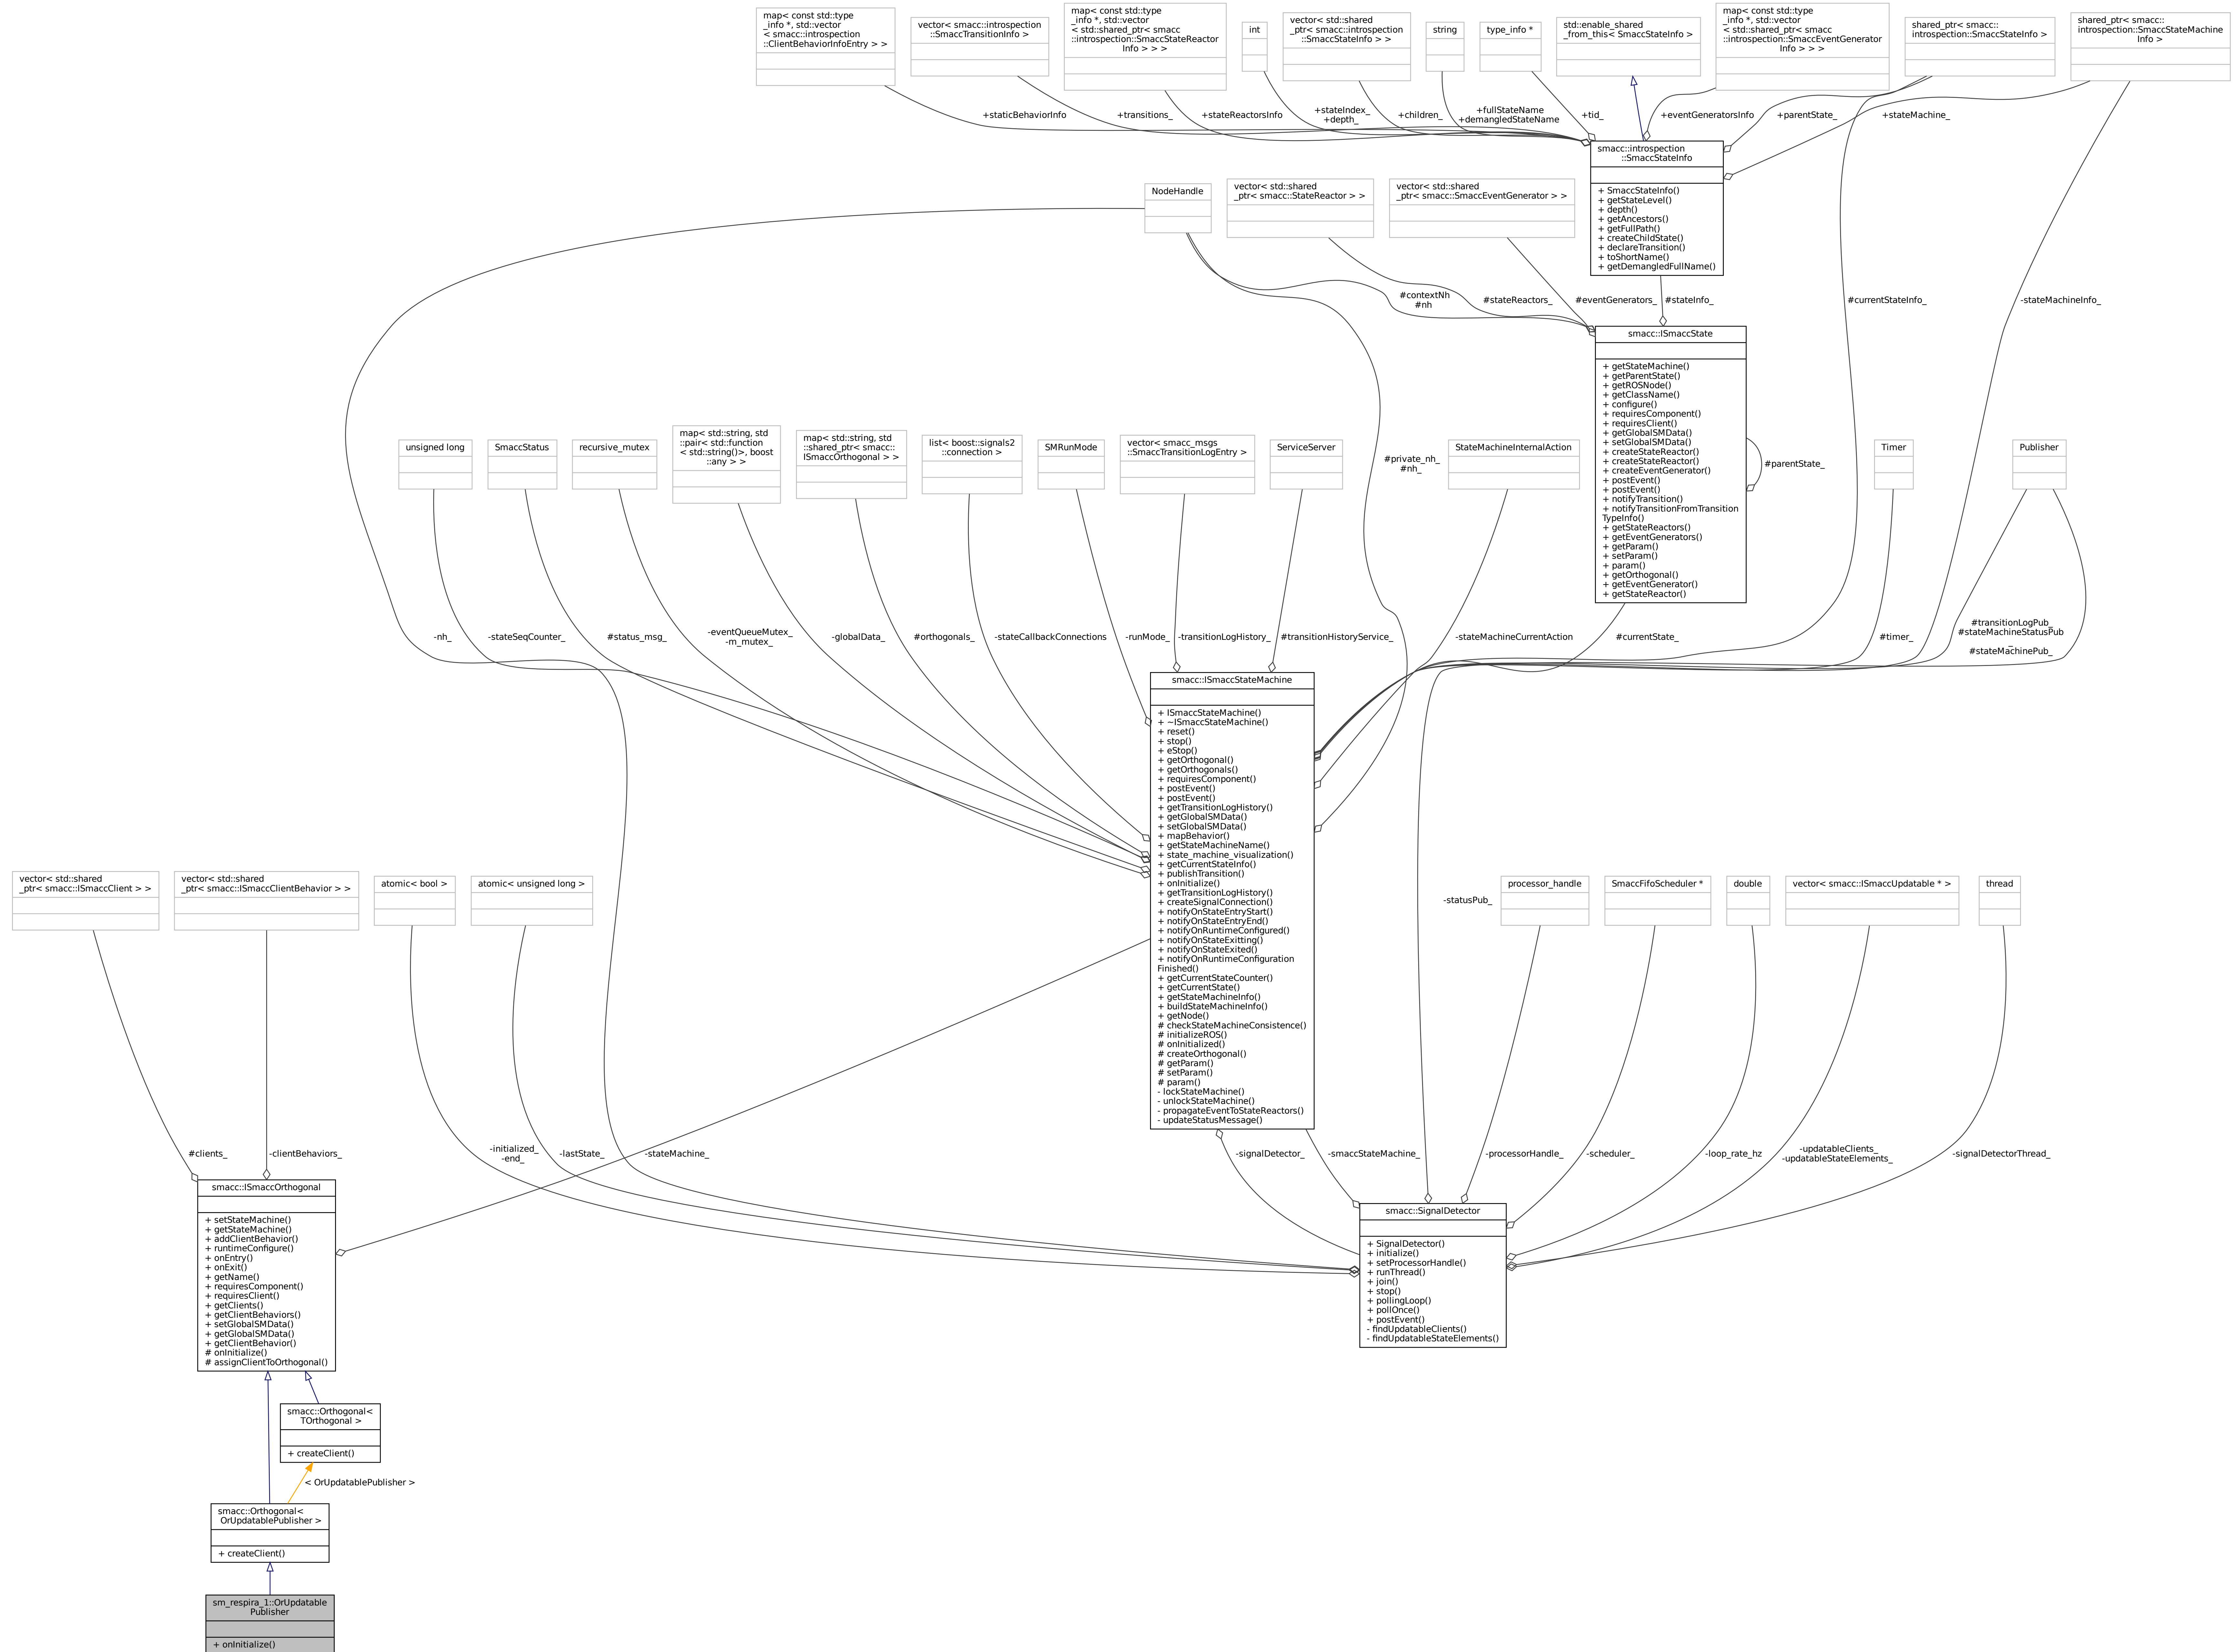 map< const std::type
_info *, std::vector
< smacc::introspection
::ClientBehaviorInfoEntry > >
vector< smacc::introspection
::SmaccTransitionInfo >
map< const std::type
_info *, std::vector
< std::shared_ptr< smacc
::introspection::SmaccStateReactor
Info > > >
int
vector< std::shared
_ptr< smacc::introspection
::SmaccStateInfo > >
string
type_info *
std::enable_shared
_from_this< SmaccStateInfo >
map< const std::type
_info *, std::vector
< std::shared_ptr< smacc
::introspection::SmaccEventGenerator
Info > > >
shared_ptr< smacc::
introspection::SmaccStateInfo >
shared_ptr< smacc::
introspection::SmaccStateMachine
Info >
+staticBehaviorInfo
+transitions_
+stateReactorsInfo
+stateIndex_
+depth_
+children_
+fullStateName
+demangledStateName
+tid_
+eventGeneratorsInfo
+parentState_
+stateMachine_
smacc::introspection
::SmaccStateInfo
+ SmaccStateInfo()
+ getStateLevel()
+ depth()
+ getAncestors()
+ getFullPath()
+ createChildState()
+ declareTransition()
+ toShortName()
+ getDemangledFullName()
NodeHandle
vector< std::shared
_ptr< smacc::StateReactor > >
vector< std::shared
_ptr< smacc::SmaccEventGenerator > >
#contextNh
#nh
#stateReactors_
#eventGenerators_
#stateInfo_
#currentStateInfo_
-stateMachineInfo_
smacc::ISmaccState
+ getStateMachine()
+ getParentState()
+ getROSNode()
+ getClassName()
+ configure()
+ requiresComponent()
+ requiresClient()
+ getGlobalSMData()
+ setGlobalSMData()
+ createStateReactor()
+ createStateReactor()
+ createEventGenerator()
+ postEvent()
+ postEvent()
+ notifyTransition()
+ notifyTransitionFromTransition
TypeInfo()
+ getStateReactors()
+ getEventGenerators()
+ getParam()
+ setParam()
+ param()
+ getOrthogonal()
+ getEventGenerator()
+ getStateReactor()
#parentState_
unsigned long
SmaccStatus
recursive_mutex
map< std::string, std
::pair< std::function
< std::string()>, boost
::any > >
map< std::string, std
::shared_ptr< smacc::
ISmaccOrthogonal > >
list< boost::signals2
::connection >
SMRunMode
vector< smacc_msgs
::SmaccTransitionLogEntry >
ServiceServer
#private_nh_
#nh_
StateMachineInternalAction
Timer
Publisher
-nh_
-stateSeqCounter_
#status_msg_
-eventQueueMutex_
-m_mutex_
-globalData_
#orthogonals_
-stateCallbackConnections
-runMode_
-transitionLogHistory_
#transitionHistoryService_
-stateMachineCurrentAction
#currentState_
#timer_
#transitionLogPub_
#stateMachineStatusPub
_
#stateMachinePub_
smacc::ISmaccStateMachine
+ ISmaccStateMachine()
+ ~ISmaccStateMachine()
+ reset()
+ stop()
+ eStop()
+ getOrthogonal()
+ getOrthogonals()
+ requiresComponent()
+ postEvent()
+ postEvent()
+ getTransitionLogHistory()
+ getGlobalSMData()
+ setGlobalSMData()
+ mapBehavior()
+ getStateMachineName()
+ state_machine_visualization()
+ getCurrentStateInfo()
+ publishTransition()
+ onInitialize()
+ getTransitionLogHistory()
+ createSignalConnection()
+ notifyOnStateEntryStart()
+ notifyOnStateEntryEnd()
+ notifyOnRuntimeConfigured()
+ notifyOnStateExitting()
+ notifyOnStateExited()
+ notifyOnRuntimeConfiguration
Finished()
+ getCurrentStateCounter()
+ getCurrentState()
+ getStateMachineInfo()
+ buildStateMachineInfo()
+ getNode()
# checkStateMachineConsistence()
# initializeROS()
# onInitialized()
# createOrthogonal()
# getParam()
# setParam()
# param()
- lockStateMachine()
- unlockStateMachine()
- propagateEventToStateReactors()
- updateStatusMessage()
vector< std::shared
_ptr< smacc::ISmaccClient > >
vector< std::shared
_ptr< smacc::ISmaccClientBehavior > >
atomic< bool >
atomic< unsigned long >
-statusPub_
processor_handle
SmaccFifoScheduler *
double
vector< smacc::ISmaccUpdatable * >
thread
#clients_
-clientBehaviors_
-initialized_
-end_
-lastState_
-stateMachine_
-signalDetector_
-smaccStateMachine_
-processorHandle_
-scheduler_
-loop_rate_hz
-updatableClients_
-updatableStateElements_
-signalDetectorThread_
smacc::ISmaccOrthogonal
+ setStateMachine()
+ getStateMachine()
+ addClientBehavior()
+ runtimeConfigure()
+ onEntry()
+ onExit()
+ getName()
+ requiresComponent()
+ requiresClient()
+ getClients()
+ getClientBehaviors()
+ setGlobalSMData()
+ getGlobalSMData()
+ getClientBehavior()
# onInitialize()
# assignClientToOrthogonal()
smacc::SignalDetector
+ SignalDetector()
+ initialize()
+ setProcessorHandle()
+ runThread()
+ join()
+ stop()
+ pollingLoop()
+ pollOnce()
+ postEvent()
- findUpdatableClients()
- findUpdatableStateElements()
smacc::Orthogonal<
TOrthogonal >
+ createClient()
< OrUpdatablePublisher >
smacc::Orthogonal<
OrUpdatablePublisher >
+ createClient()
sm_respira_1::OrUpdatable
Publisher
+ onInitialize()